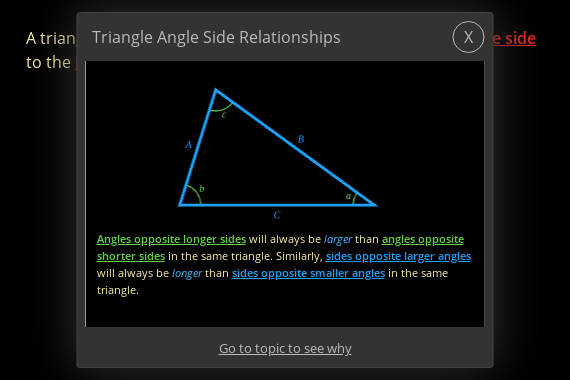 Triangle Angle Side Relationships
X
A trian
e side
to the
c
A
B
b
a
C
Angles opposite longer sides will always be larger than angles opposite
shorter sides in the same triangle. Similarly, sides opposite larger angles
will always be longer than sides opposite smaller angles in the same
triangle.
Go to topic to see why